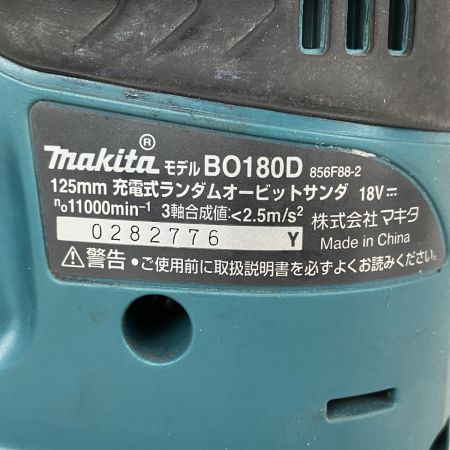 makita® モデル BO180D 856F88-2
125mm 充電式ランダムオービットサンダ 18V⎓
n₀11000min⁻¹ 3軸合成値:<2.5m/s² 株式会社マキタ
0282776 Y Made in China
⚠警告・ご使用前に取扱説明書を必ずよくお読みください。